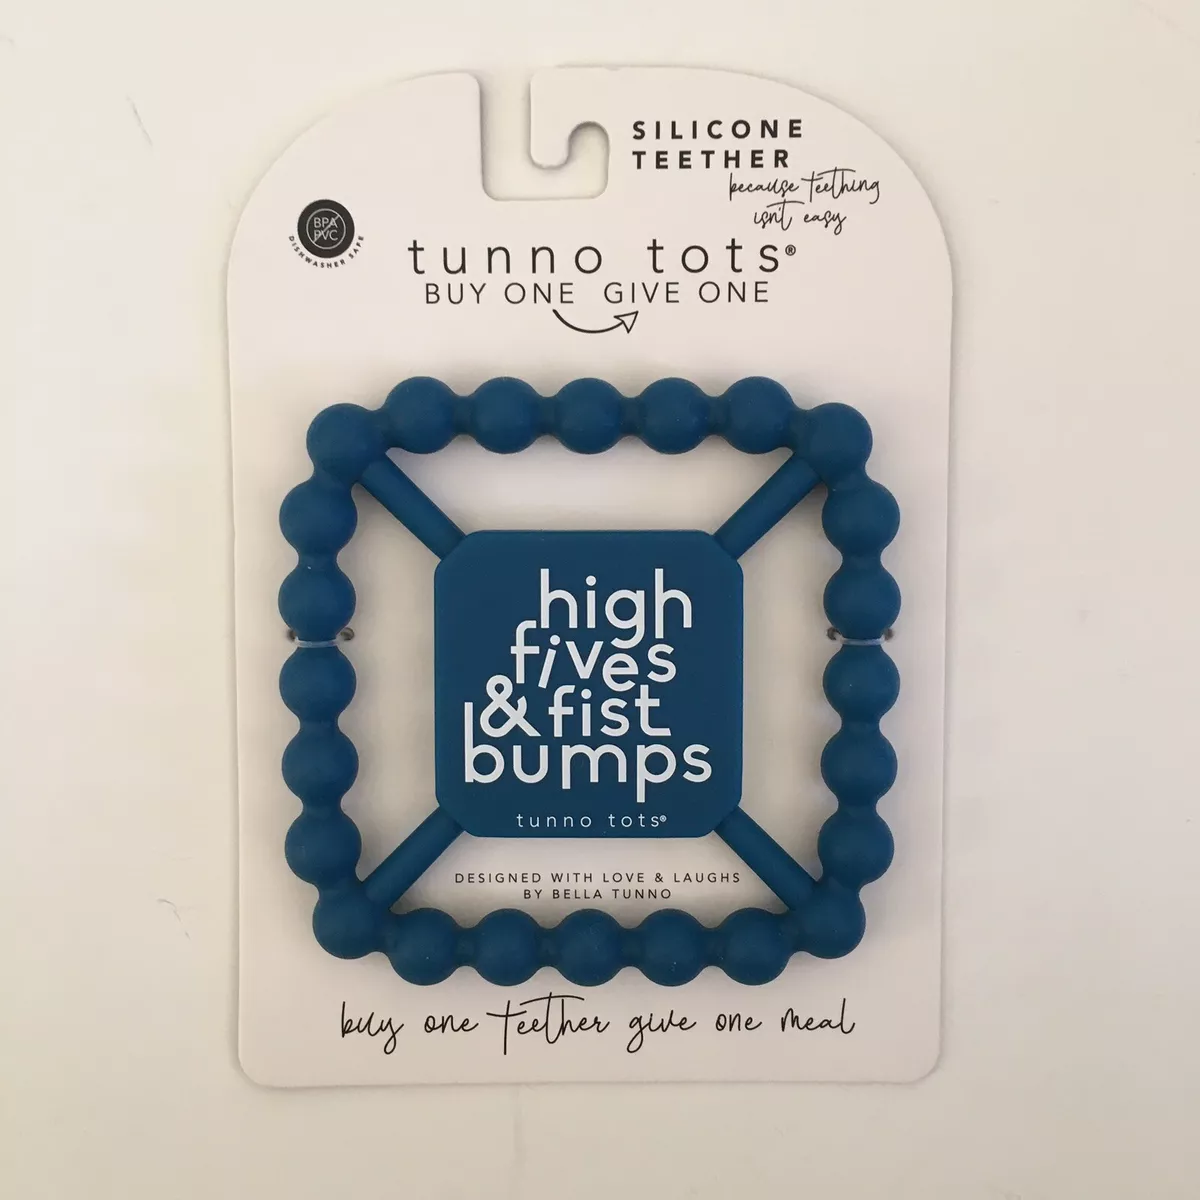 SILICONE
TEETHER
because teething
isn't easy
BPA
PVC
DISHWASHER SAFE
tunno tots®
BUY ONE GIVE ONE
high
fives
& fist
bumps
tunno tots®
DESIGNED WITH LOVE & LAUGHS
BY BELLA TUNNO
buy one teether give one meal